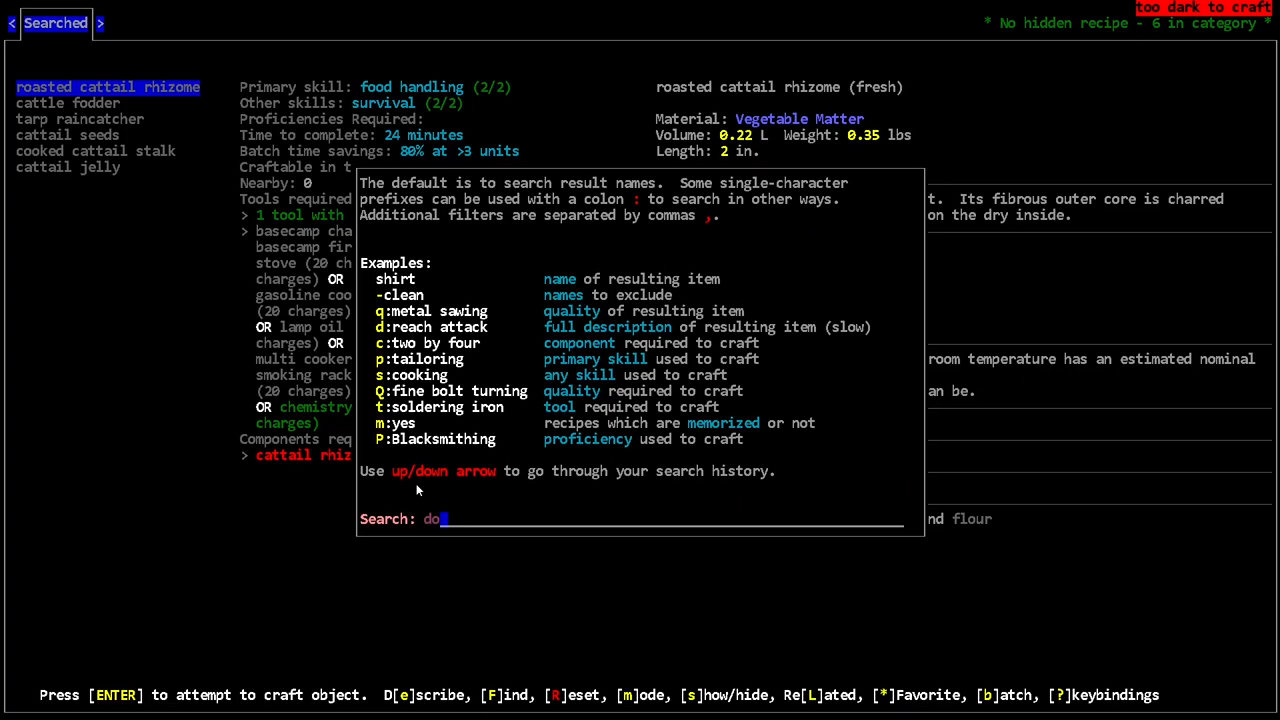 too dark to craft
< Searched >
* No hidden recipe - 6 in category *
roasted cattail rhizome
cattle fodder
tarp raincatcher
cattail seeds
cooked cattail stalk
cattail jelly
Primary skill: food handling (2/2)
Other skills: survival (2/2)
Proficiencies Required:
Time to complete: 24 minutes
Batch time savings: 80% at >3 units
Craftable in t
Nearby: 0
Tools required
> 1 tool with
> basecamp cha
basecamp fir
stove (20 ch
charges) OR
gasoline coo
(20 charges)
OR lamp oil
charges) OR
multi cooker
smoking rack
(20 charges)
OR chemistry
charges)
Components req
> cattail rhiz
roasted cattail rhizome (fresh)
Material: Vegetable Matter
Volume: 0.22 L  Weight: 0.35 lbs
Length: 2 in.
t.  Its fibrous outer core is charred
on the dry inside.
room temperature has an estimated nominal
an be.
nd flour
The default is to search result names.  Some single-character
prefixes can be used with a colon : to search in other ways.
Additional filters are separated by commas ,.
Examples:
shirt name of resulting item
-clean names to exclude
q:metal sawing quality of resulting item
d:reach attack full description of resulting item (slow)
c:two by four component required to craft
p:tailoring primary skill used to craft
s:cooking any skill used to craft
Q:fine bolt turning quality required to craft
t:soldering iron tool required to craft
m:yes recipes which are memorized or not
P:Blacksmithing proficiency used to craft
Use up/down arrow to go through your search history.
Search: do
Press [ENTER] to attempt to craft object.  D[e]scribe, [F]ind, [R]eset, [m]ode, [s]how/hide, Re[L]ated, [*]Favorite, [b]atch, [?]keybindings